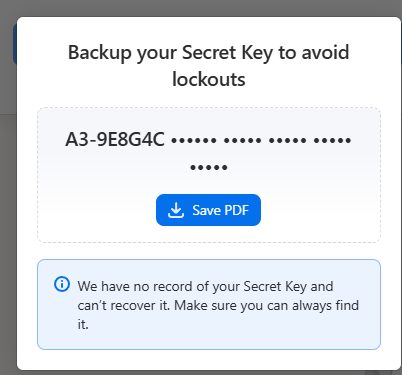 Backup your Secret Key to avoid
lockouts
A3-9E8G4C •••••• ••••• ••••• •••••
•••••
Save PDF
We have no record of your Secret Key and
can't recover it. Make sure you can always find
it.